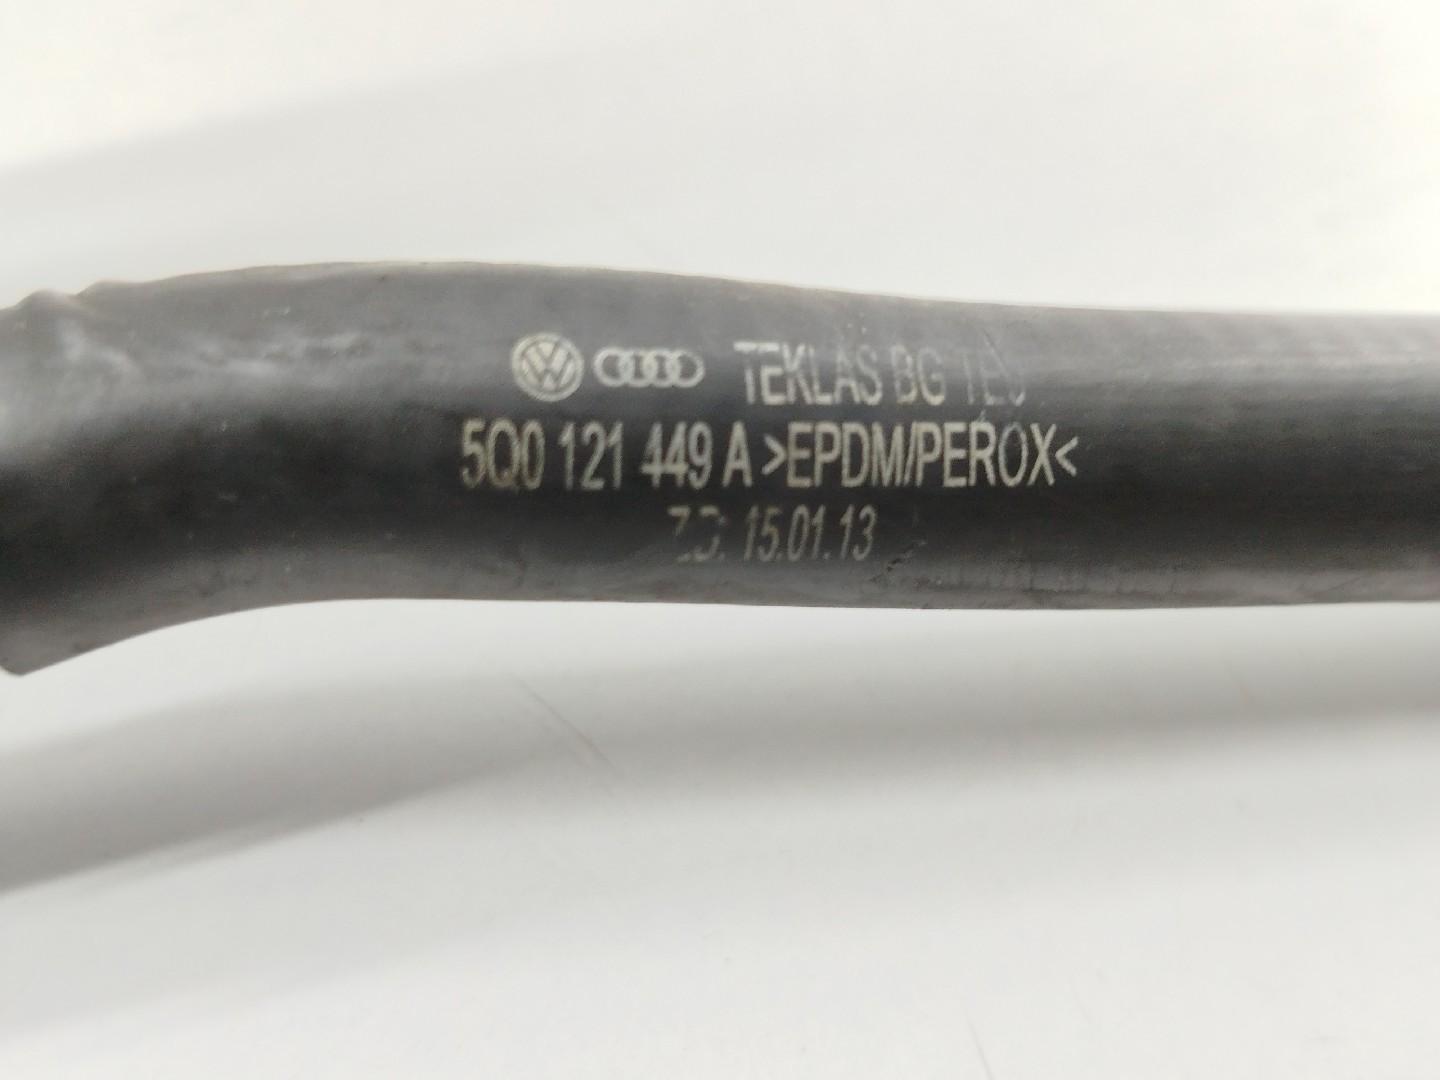 TEKLAS BG
5Q0 121 449 A >EPDM/PEROX<
15.01.13